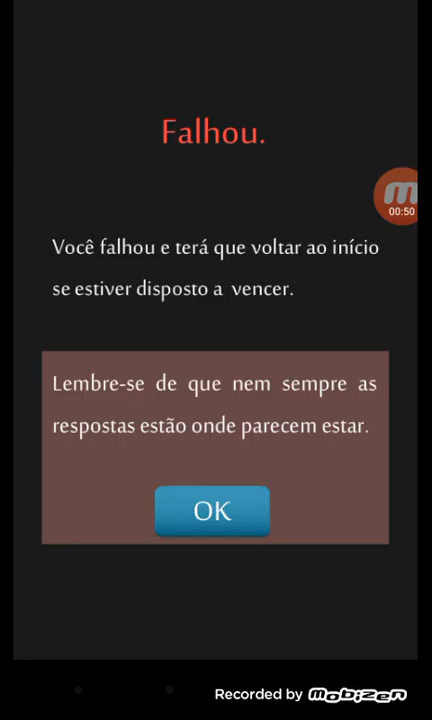 Falhou.
00:50
Você falhou e terá que voltar ao início
se estiver disposto a vencer.
Lembre-se de que nem sempre as
respostas estão onde parecem estar.
OK
Recorded by mobizen